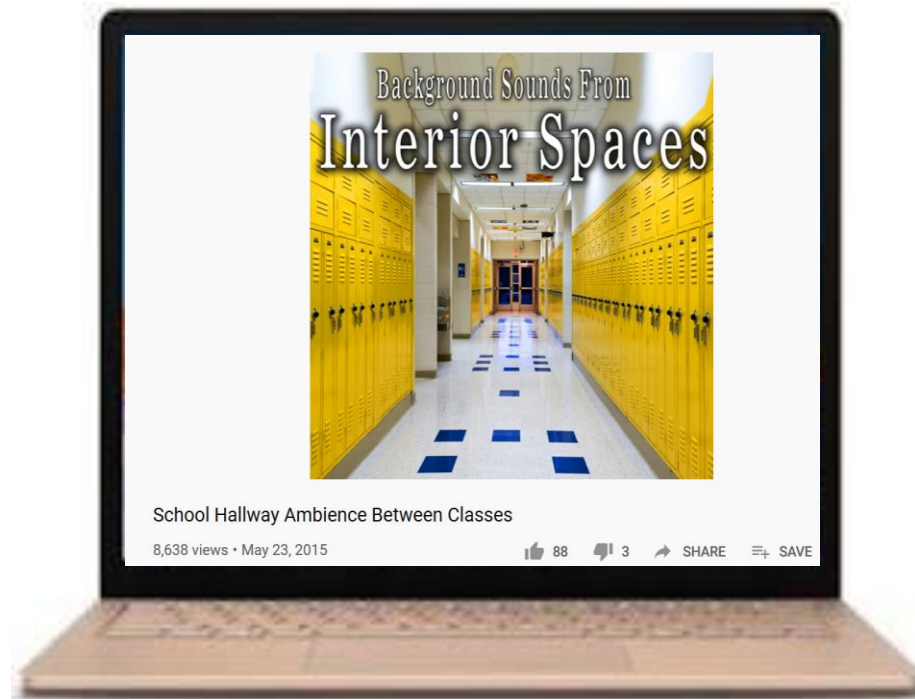 Background Sounds From
Interior Spaces
School Hallway Ambience Between Classes
8,638 views • May 23, 2015 88 3 SHARE SAVE